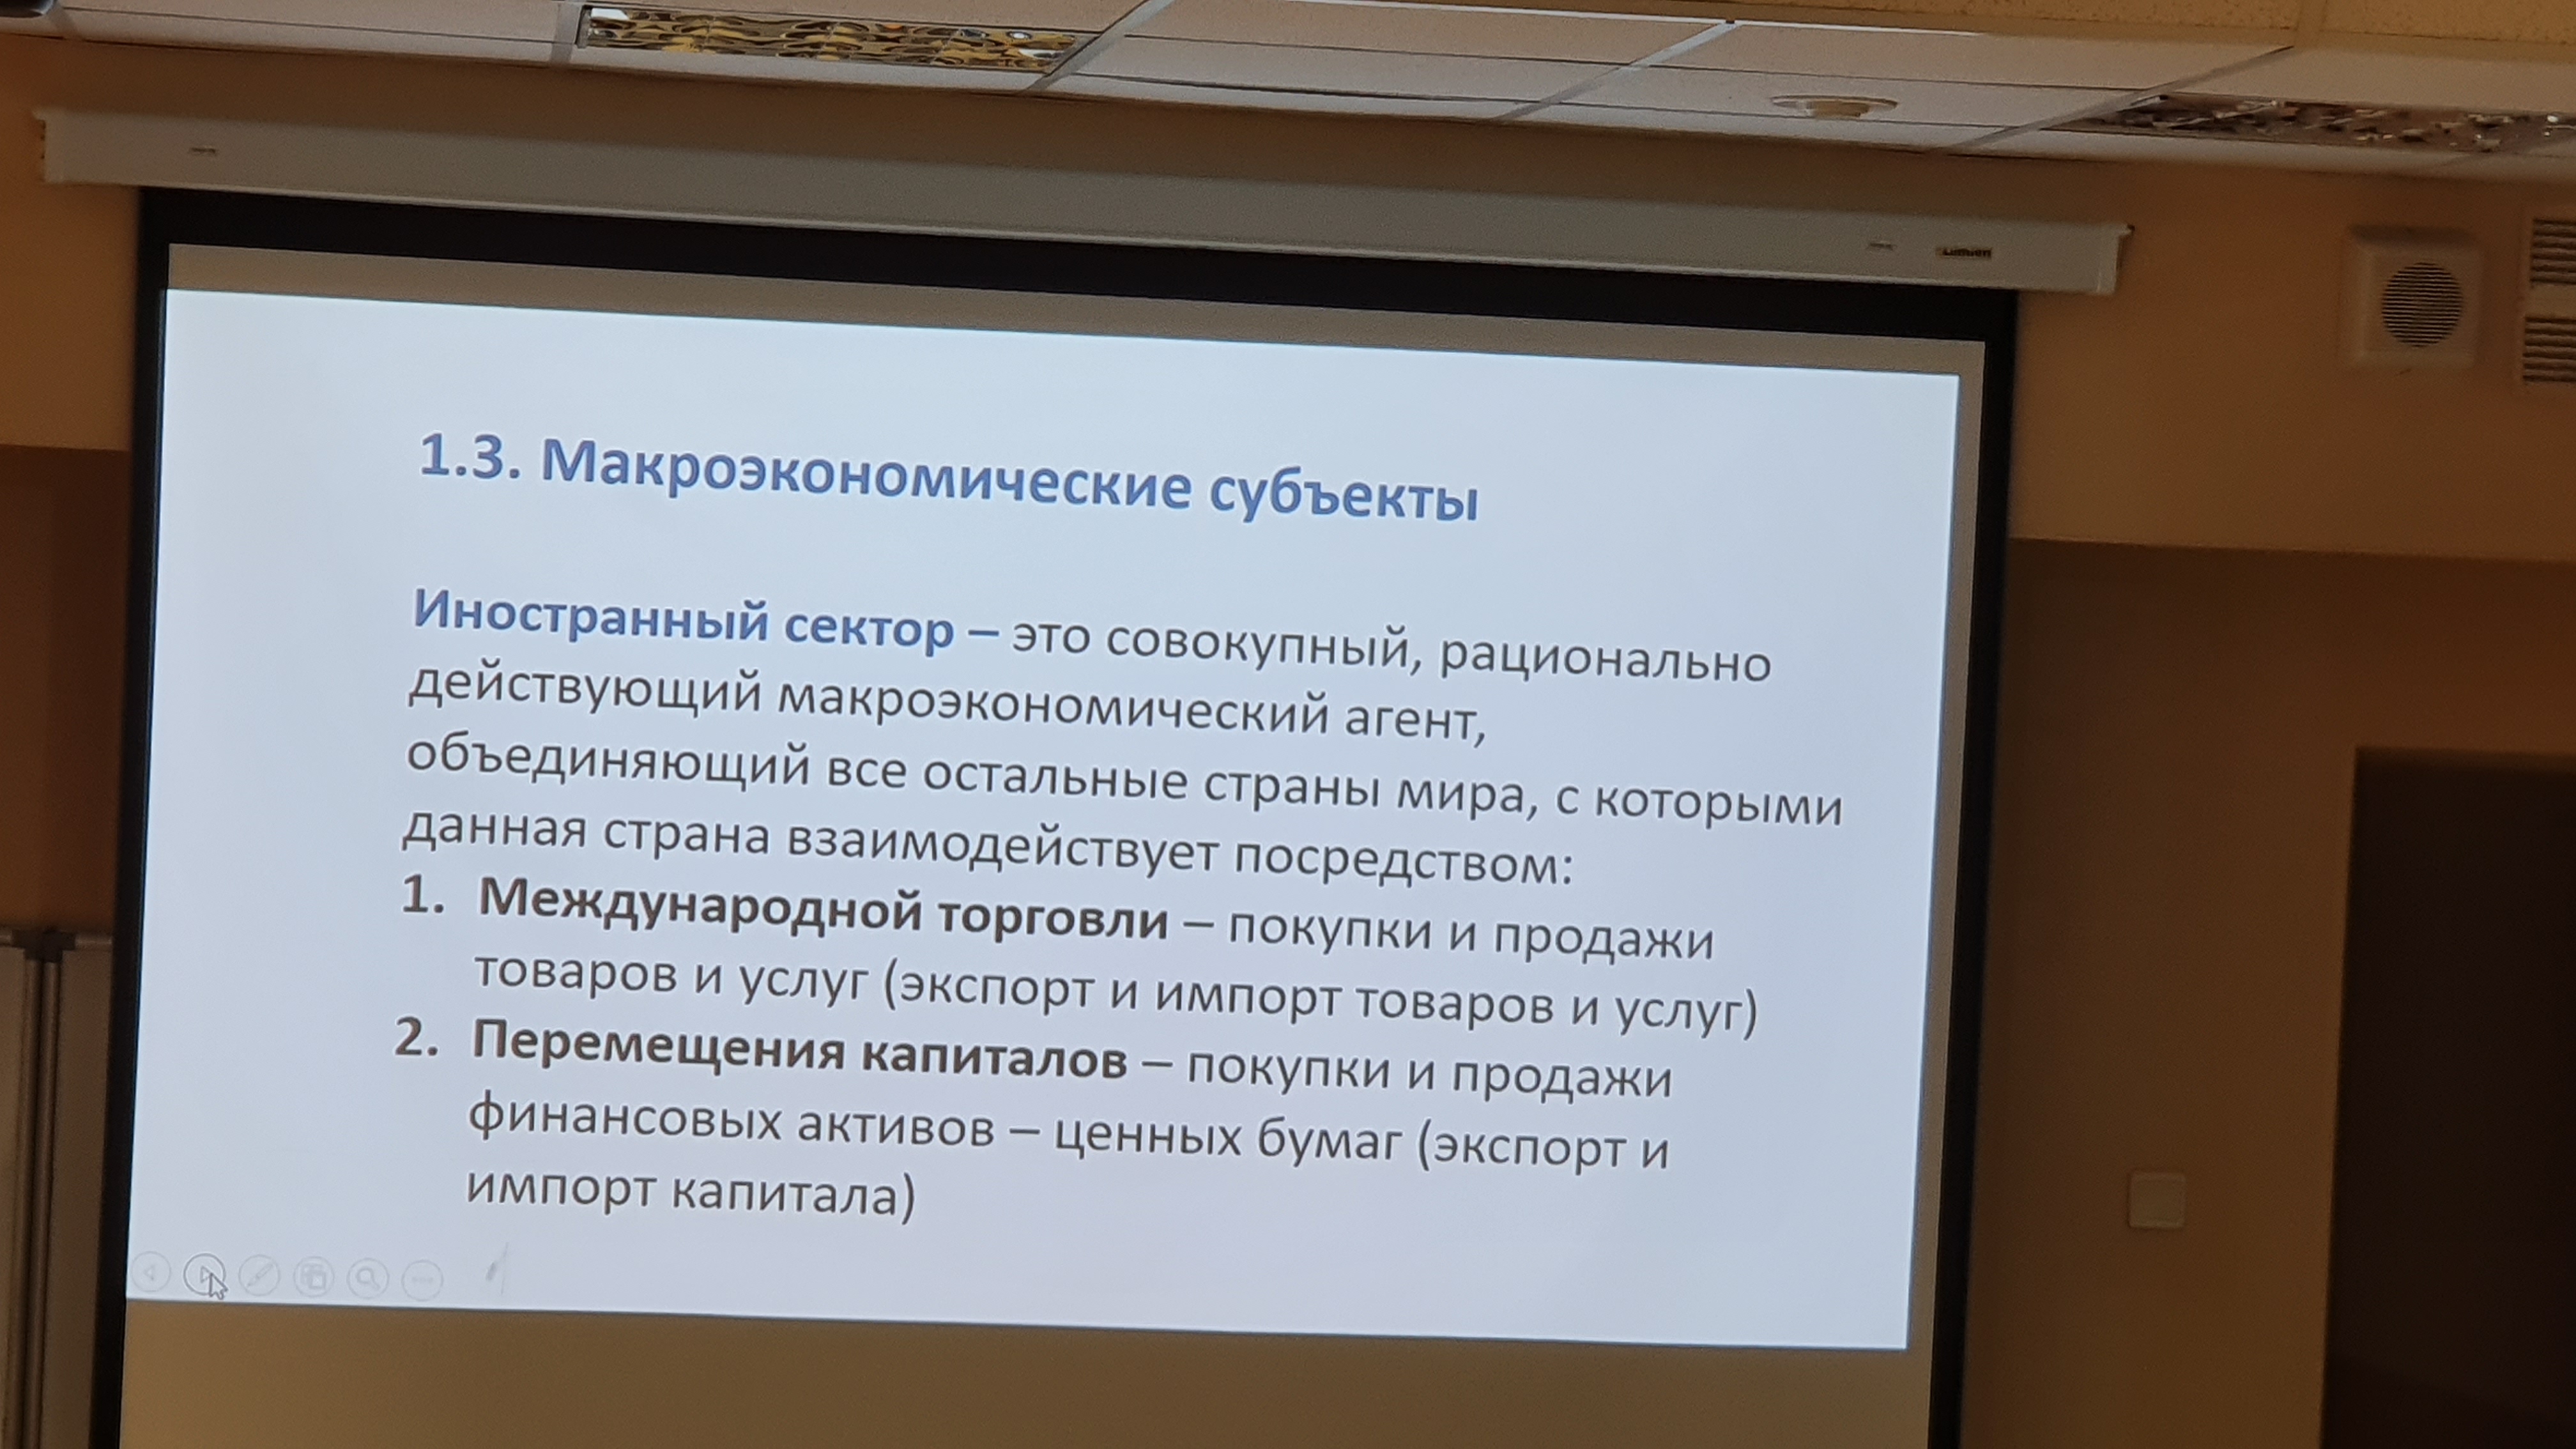 Lumien
1.3. Макроэкономические субъекты
Иностранный сектор – это совокупный, рационально
действующий макроэкономический агент,
объединяющий все остальные страны мира, с которыми
данная страна взаимодействует посредством:
1. Международной торговли – покупки и продажи
товаров и услуг (экспорт и импорт товаров и услуг)
2. Перемещения капиталов – покупки и продажи
финансовых активов – ценных бумаг (экспорт и
импорт капитала)